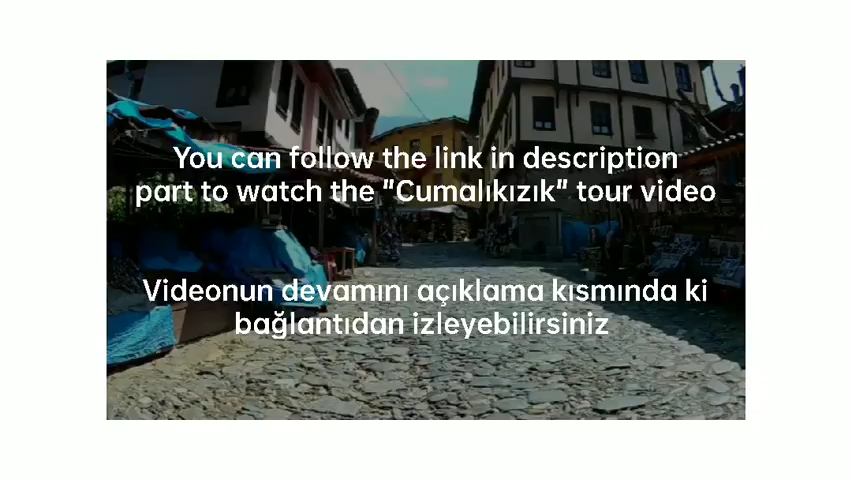 You can follow the link in description
part to watch the "Cumalıkızık" tour video
Videonun devamını açıklama kısmında ki
bağlantıdan izleyebilirsiniz